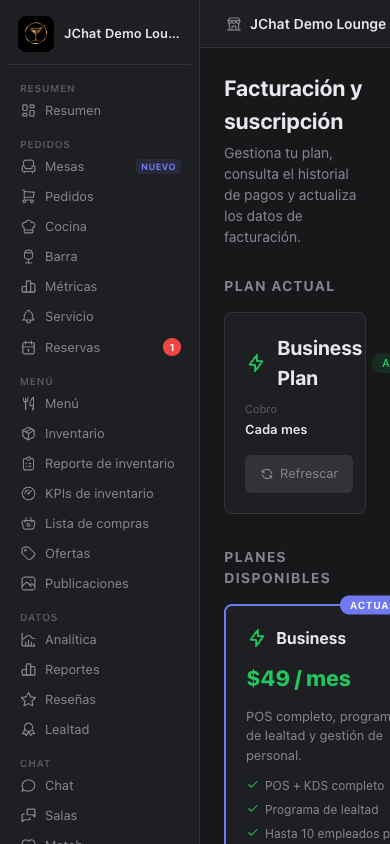 JChat Demo Lou...
RESUMEN
Resumen
PEDIDOS
Mesas NUEVO
Pedidos
Cocina
Barra
Métricas
Servicio
Reservas 1
MENÚ
Menú
Inventario
Reporte de inventario
KPIs de inventario
Lista de compras
Ofertas
Publicaciones
DATOS
Analítica
Reportes
Reseñas
Lealtad
CHAT
Chat
Salas
Match
JChat Demo Lounge
Facturación y
suscripción
Gestiona tu plan,
consulta el historial
de pagos y actualiza
los datos de
facturación.
PLAN ACTUAL
Business
Plan
A
Cobro
Cada mes
Refrescar
PLANES
DISPONIBLES
ACTUA
Business
$49 / mes
POS completo, program
de lealtad y gestión de
personal.
POS + KDS completo
Programa de lealtad
Hasta 10 empleados p